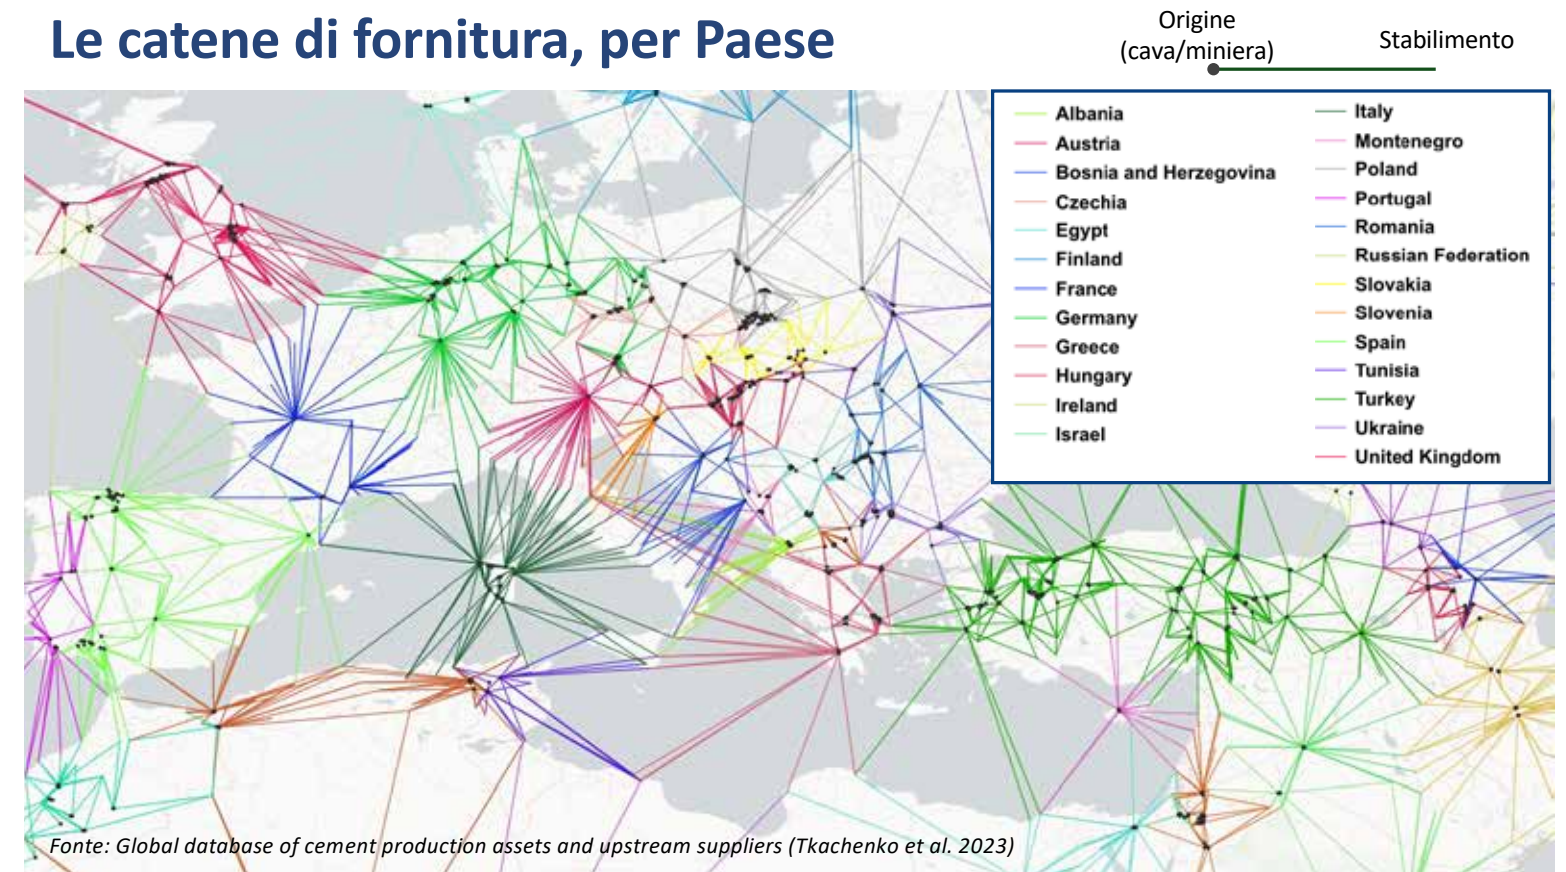 Le catene di fornitura, per Paese
Origine
(cava/miniera)
Stabilimento
Albania
Austria
Bosnia and Herzegovina
Czechia
Egypt
Finland
France
Germany
Greece
Hungary
Ireland
Israel
Italy
Montenegro
Poland
Portugal
Romania
Russian Federation
Slovakia
Slovenia
Spain
Tunisia
Turkey
Ukraine
United Kingdom
Fonte: Global database of cement production assets and upstream suppliers (Tkachenko et al. 2023)